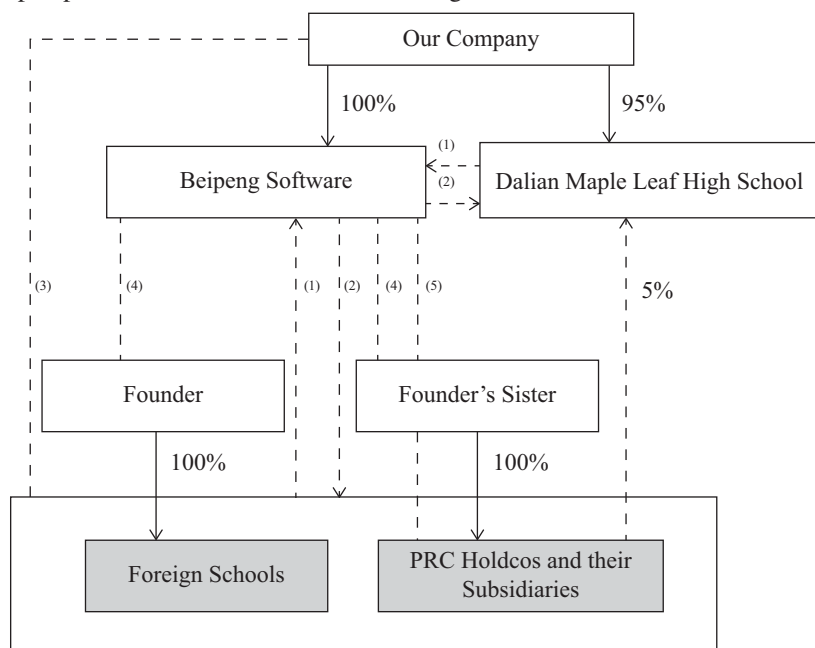 Our Company
100%
95%
(1)
Beipeng Software
(2)
Dalian Maple Leaf High School
(3)
(4)
(1)
(2)
(4)
(5)
5%
Founder
Founder's Sister
100%
100%
Foreign Schools
PRC Holdcos and their
Subsidiaries